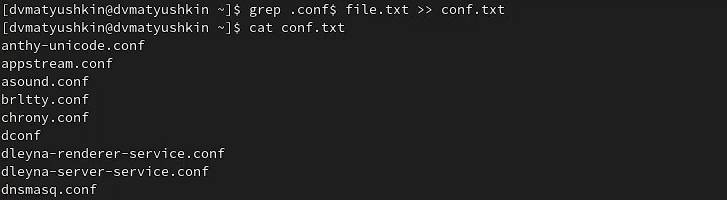 [dvmatyushkin@dvmatyushkin ~]$ grep .conf$ file.txt >> conf.txt
[dvmatyushkin@dvmatyushkin ~]$ cat conf.txt
anthy-unicode.conf
appstream.conf
asound.conf
brltty.conf
chrony.conf
dconf
dleyna-renderer-service.conf
dleyna-server-service.conf
dnsmasq.conf